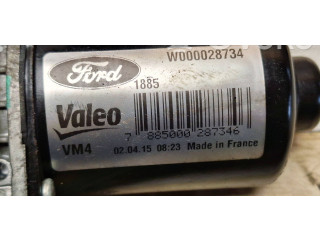 W000028734
Ford
1885
Valeo
7 885000 287346
VM4 02.04.15 08:23 Made in France